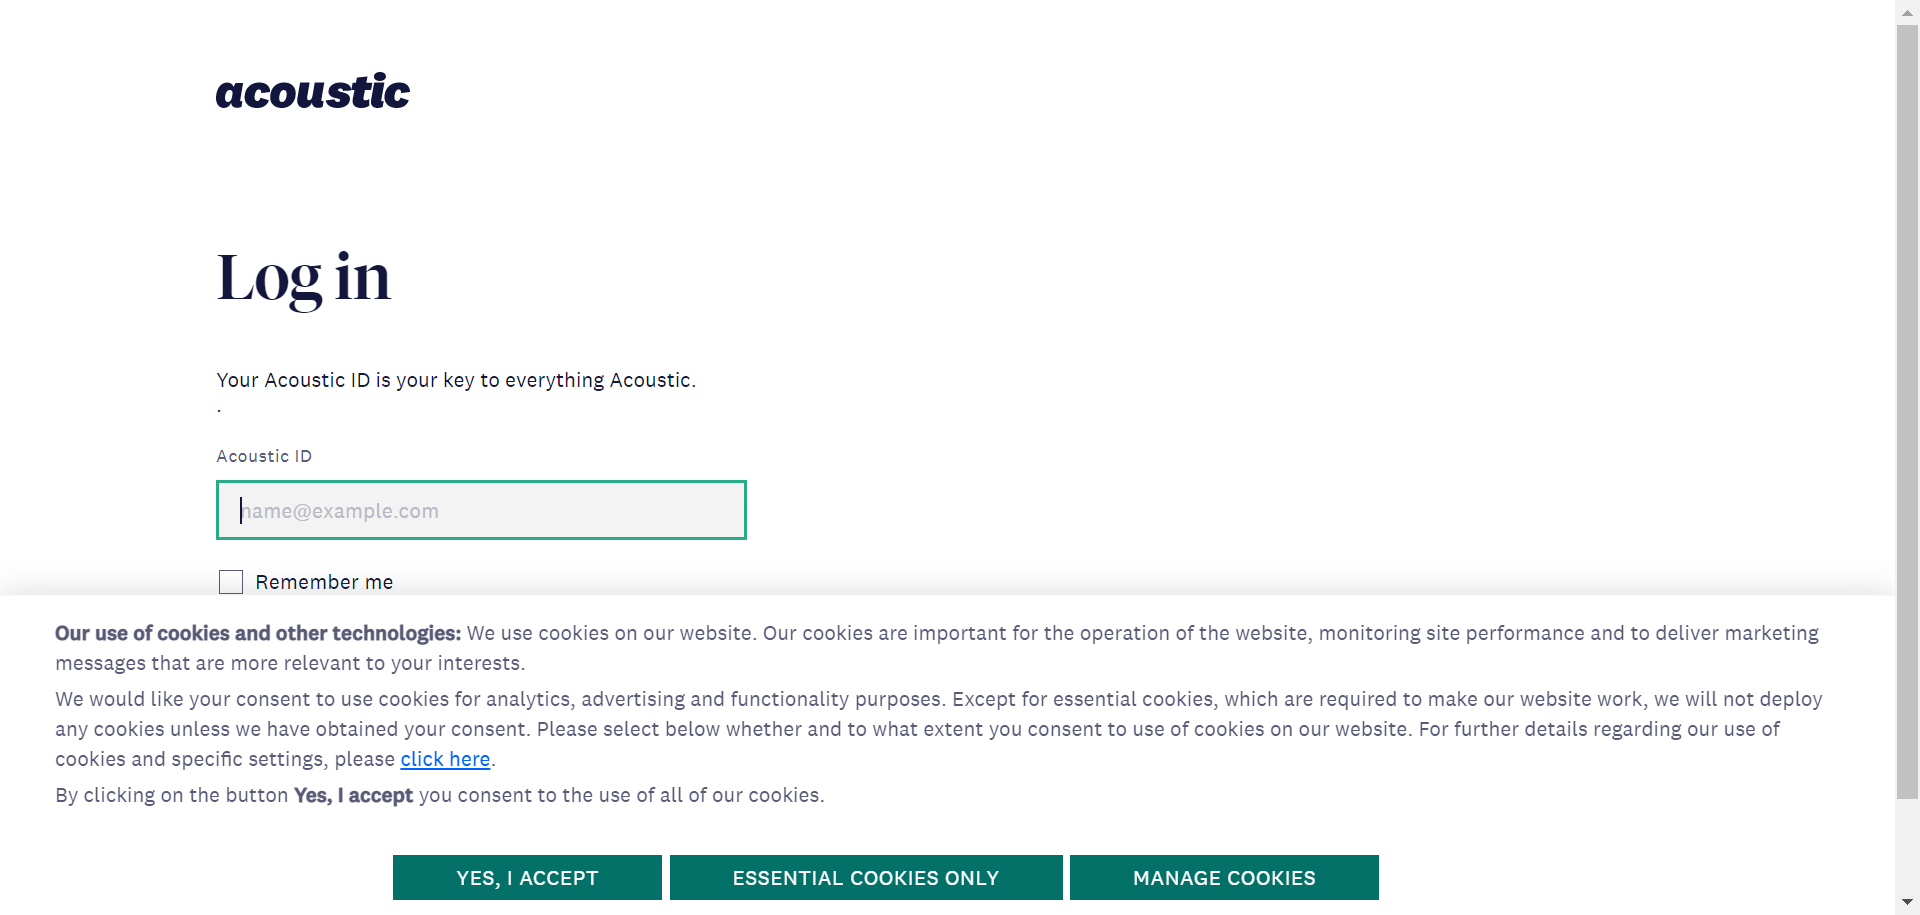 acoustic
Log in
Your Acoustic ID is your key to everything Acoustic.
.
Acoustic ID
name@example.com
Remember me
Our use of cookies and other technologies: We use cookies on our website. Our cookies are important for the operation of the website, monitoring site performance and to deliver marketing
messages that are more relevant to your interests.
We would like your consent to use cookies for analytics, advertising and functionality purposes. Except for essential cookies, which are required to make our website work, we will not deploy
any cookies unless we have obtained your consent. Please select below whether and to what extent you consent to use of cookies on our website. For further details regarding our use of
cookies and specific settings, please click here.
By clicking on the button Yes, I accept you consent to the use of all of our cookies.
YES, I ACCEPT
ESSENTIAL COOKIES ONLY
MANAGE COOKIES